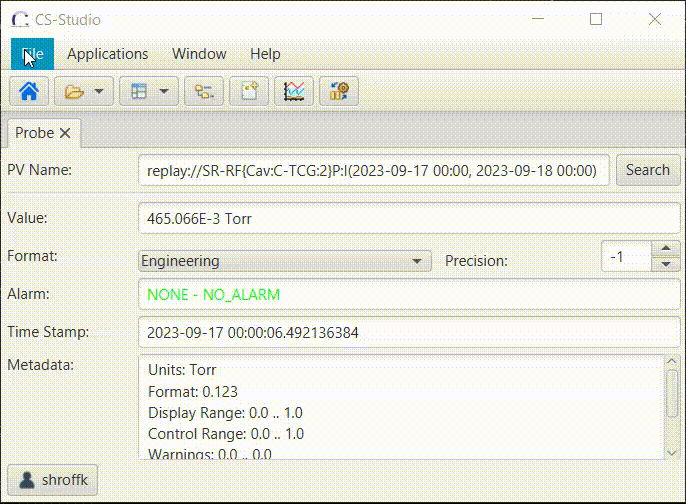 CS-Studio
File Applications Window Help
Probe
PV Name: replay://SR-RF{Cav:C-TCG:2}P:I(2023-09-17 00:00, 2023-09-18 00:00) Search
Value: 465.066E-3 Torr
Format: Engineering Precision: -1
Alarm: NONE - NO_ALARM
Time Stamp: 2023-09-17 00:00:06.492136384
Metadata: Units: Torr
Format: 0.123
Display Range: 0.0 .. 1.0
Control Range: 0.0 .. 1.0
Warnings: 0.0 .. 0.0
shroffk